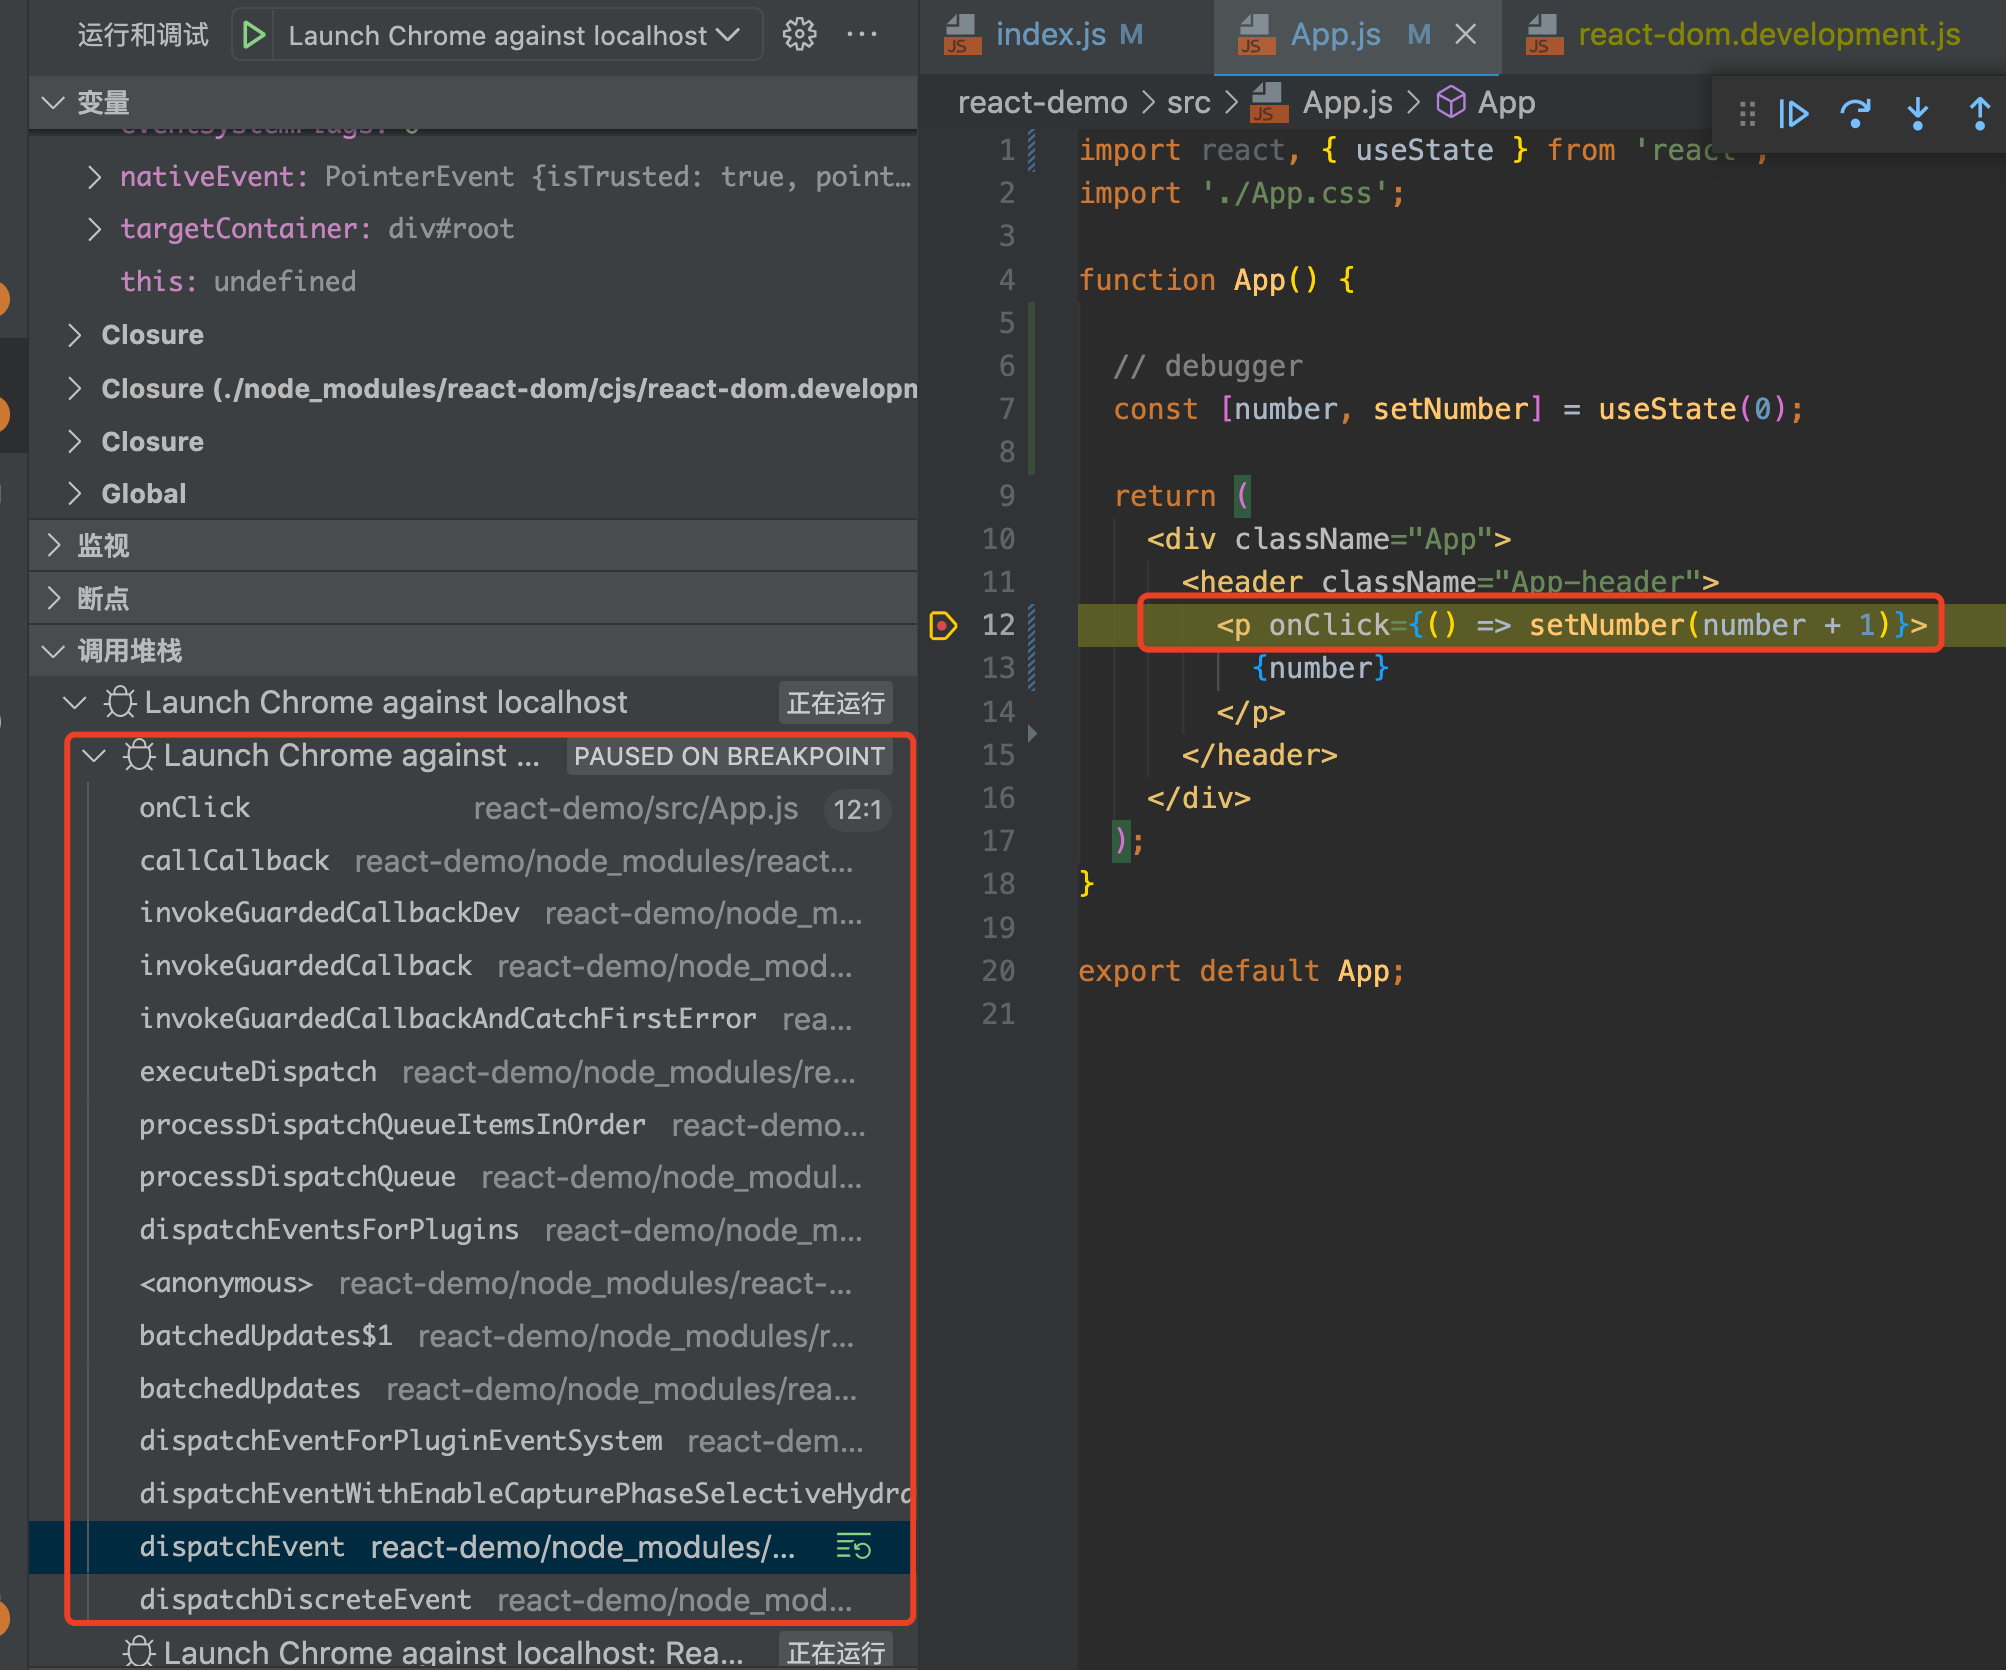 运行和调试
Launch Chrome against localhost
变量
nativeEvent: PointerEvent {isTrusted: true, point…
targetContainer: div#root
this: undefined
Closure
Closure (./node_modules/react-dom/cjs/react-dom.developm
Closure
Global
监视
断点
调用堆栈
Launch Chrome against localhost 正在运行
Launch Chrome against ... PAUSED ON BREAKPOINT
onClick react-demo/src/App.js 12:1
callCallback react-demo/node_modules/react...
invokeGuardedCallbackDev react-demo/node_m...
invokeGuardedCallback react-demo/node_mod...
invokeGuardedCallbackAndCatchFirstError rea...
executeDispatch react-demo/node_modules/re...
processDispatchQueueItemsInOrder react-demo...
processDispatchQueue react-demo/node_modul...
dispatchEventsForPlugins react-demo/node_m...
<anonymous> react-demo/node_modules/react-...
batchedUpdates$1 react-demo/node_modules/r...
batchedUpdates react-demo/node_modules/rea...
dispatchEventForPluginEventSystem react-dem...
dispatchEventWithEnableCapturePhaseSelectiveHydra
dispatchEvent react-demo/node_modules/...
dispatchDiscreteEvent react-demo/node_mod...
Launch Chrome against localhost: Rea... 正在运行
JS index.js M
JS App.js M
JS react-dom.development.js
react-demo > src > JS App.js > App
1 import react, { useState } from 'react';
2 import './App.css';
3
4 function App() {
5
6 // debugger
7 const [number, setNumber] = useState(0);
8
9 return (
10 <div className="App">
11 <header className="App-header">
12 <p onClick={() => setNumber(number + 1)}>
13 {number}
14 </p>
15 </header>
16 </div>
17 );
18 }
19
20 export default App;
21